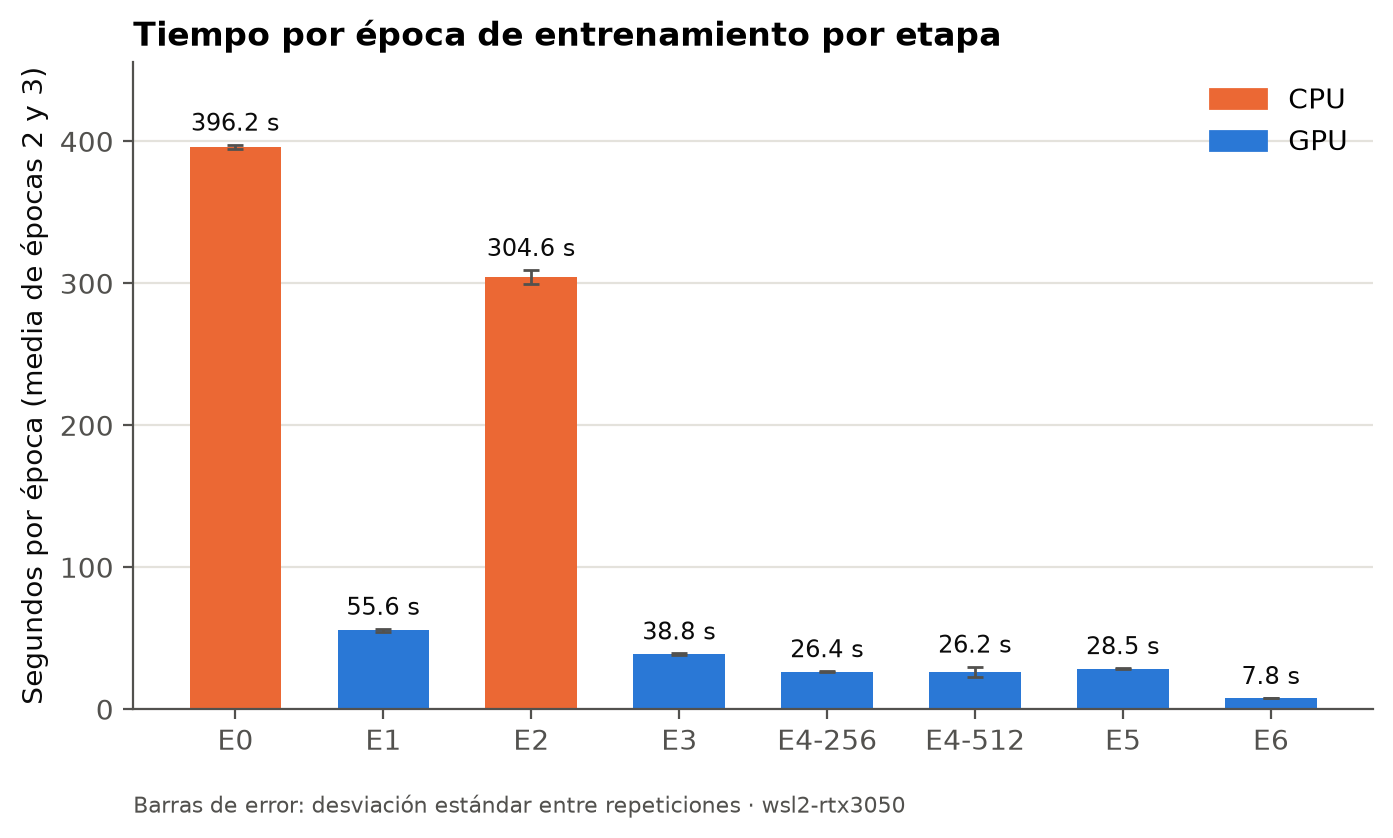 Tiempo por época de entrenamiento por etapa
Segundos por época (media de épocas 2 y 3)
CPU
GPU
400
300
200
100
0
396.2 s
55.6 s
304.6 s
38.8 s
26.4 s
26.2 s
28.5 s
7.8 s
E0
E1
E2
E3
E4-256
E4-512
E5
E6
Barras de error: desviación estándar entre repeticiones · wsl2-rtx3050